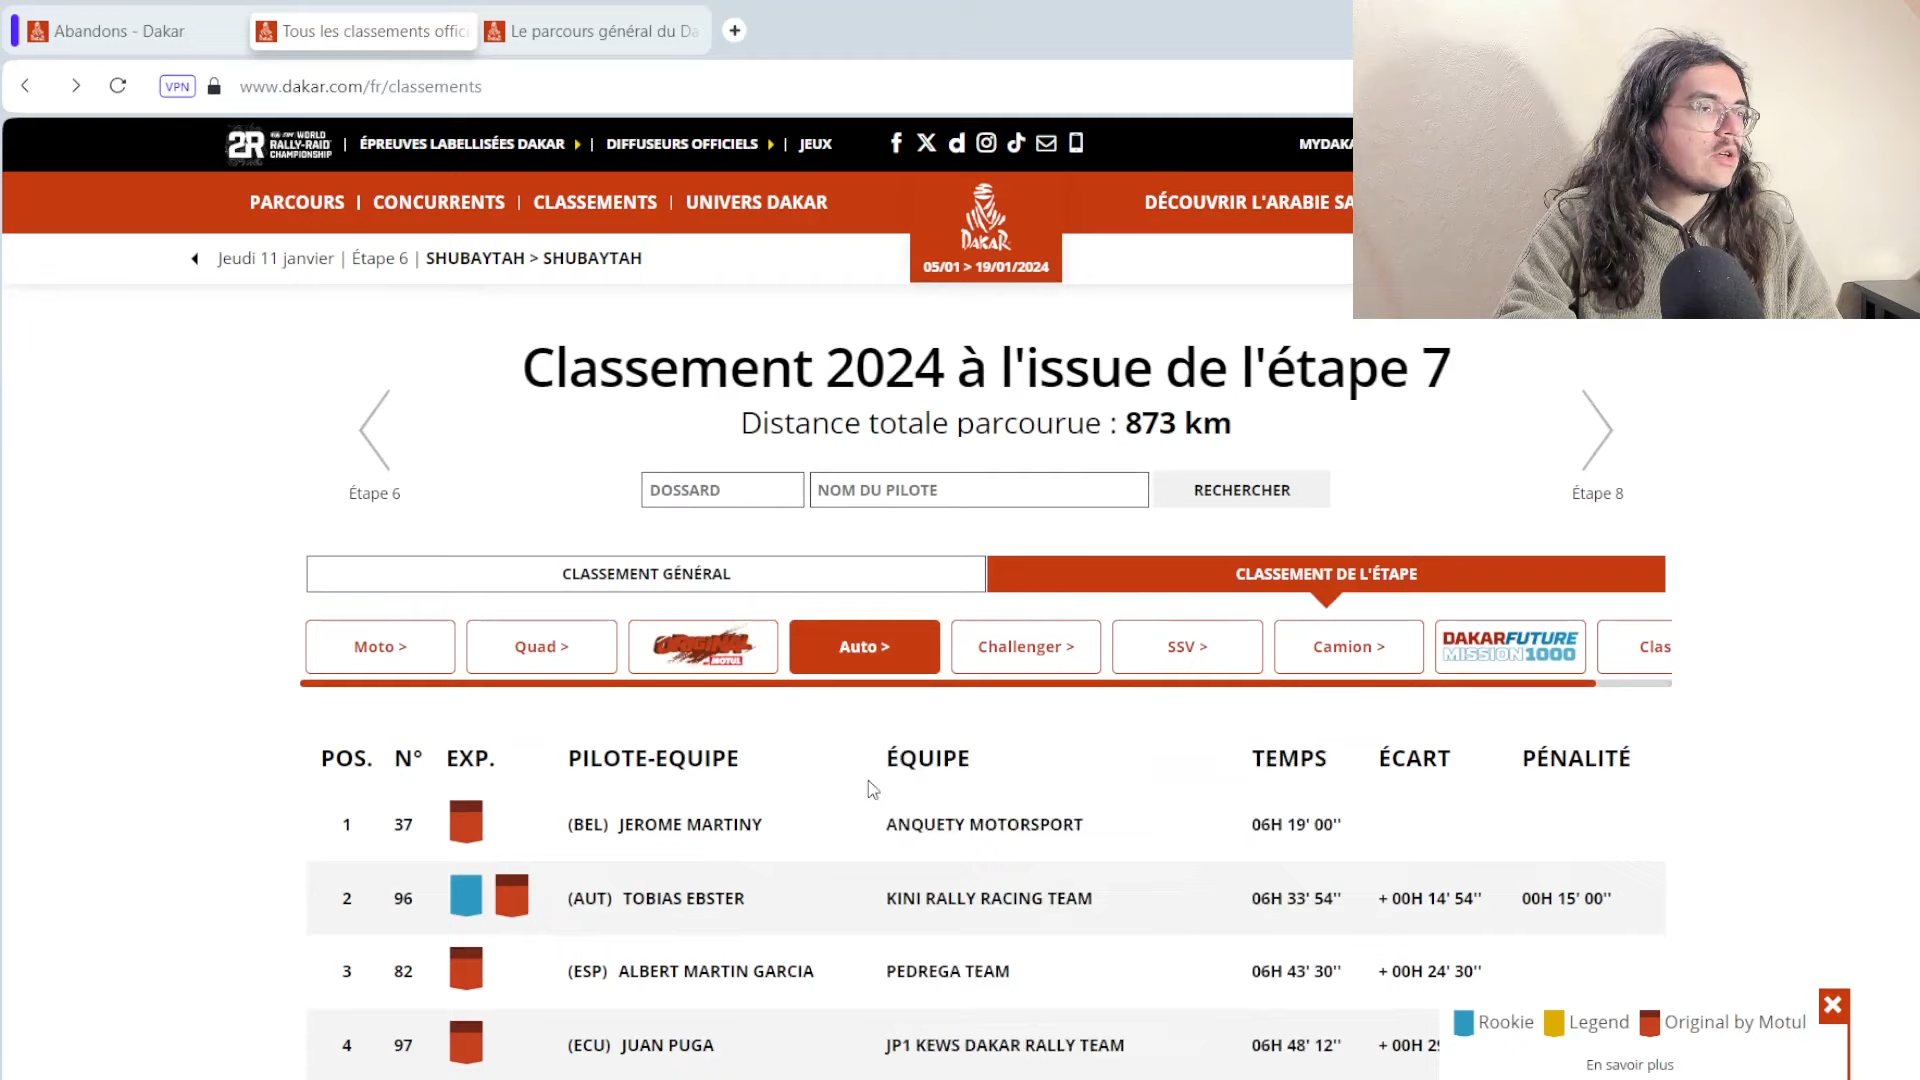 Abandons - Dakar
Tous les classements offici
Le parcours général du Da
VPN
www.dakar.com/fr/classements
2R WORLD RALLY-RAID CHAMPIONSHIP
ÉPREUVES LABELLISÉES DAKAR
DIFFUSEURS OFFICIELS
JEUX
MYDAKA
PARCOURS | CONCURRENTS | CLASSEMENTS | UNIVERS DAKAR
DAKAR
05/01 > 19/01/2024
DÉCOUVRIR L'ARABIE SA
Jeudi 11 janvier | Étape 6 | SHUBAYTAH > SHUBAYTAH
Classement 2024 à l'issue de l'étape 7
Distance totale parcourue : 873 km
Étape 6
DOSSARD
NOM DU PILOTE
RECHERCHER
Étape 8
CLASSEMENT GÉNÉRAL
CLASSEMENT DE L'ÉTAPE
Moto >
Quad >
ORIGINAL BY MOTUL
Auto >
Challenger >
SSV >
Camion >
DAKARFUTURE MISSION 1000
Clas
POS. N° EXP. PILOTE-EQUIPE ÉQUIPE TEMPS ÉCART PÉNALITÉ
1 37 (BEL) JEROME MARTINY ANQUETY MOTORSPORT 06H 19' 00''
2 96 (AUT) TOBIAS EBSTER KINI RALLY RACING TEAM 06H 33' 54'' + 00H 14' 54'' 00H 15' 00''
3 82 (ESP) ALBERT MARTIN GARCIA PEDREGA TEAM 06H 43' 30'' + 00H 24' 30''
4 97 (ECU) JUAN PUGA JP1 KEWS DAKAR RALLY TEAM 06H 48' 12'' + 00H 29
Rookie Legend Original by Motul
En savoir plus